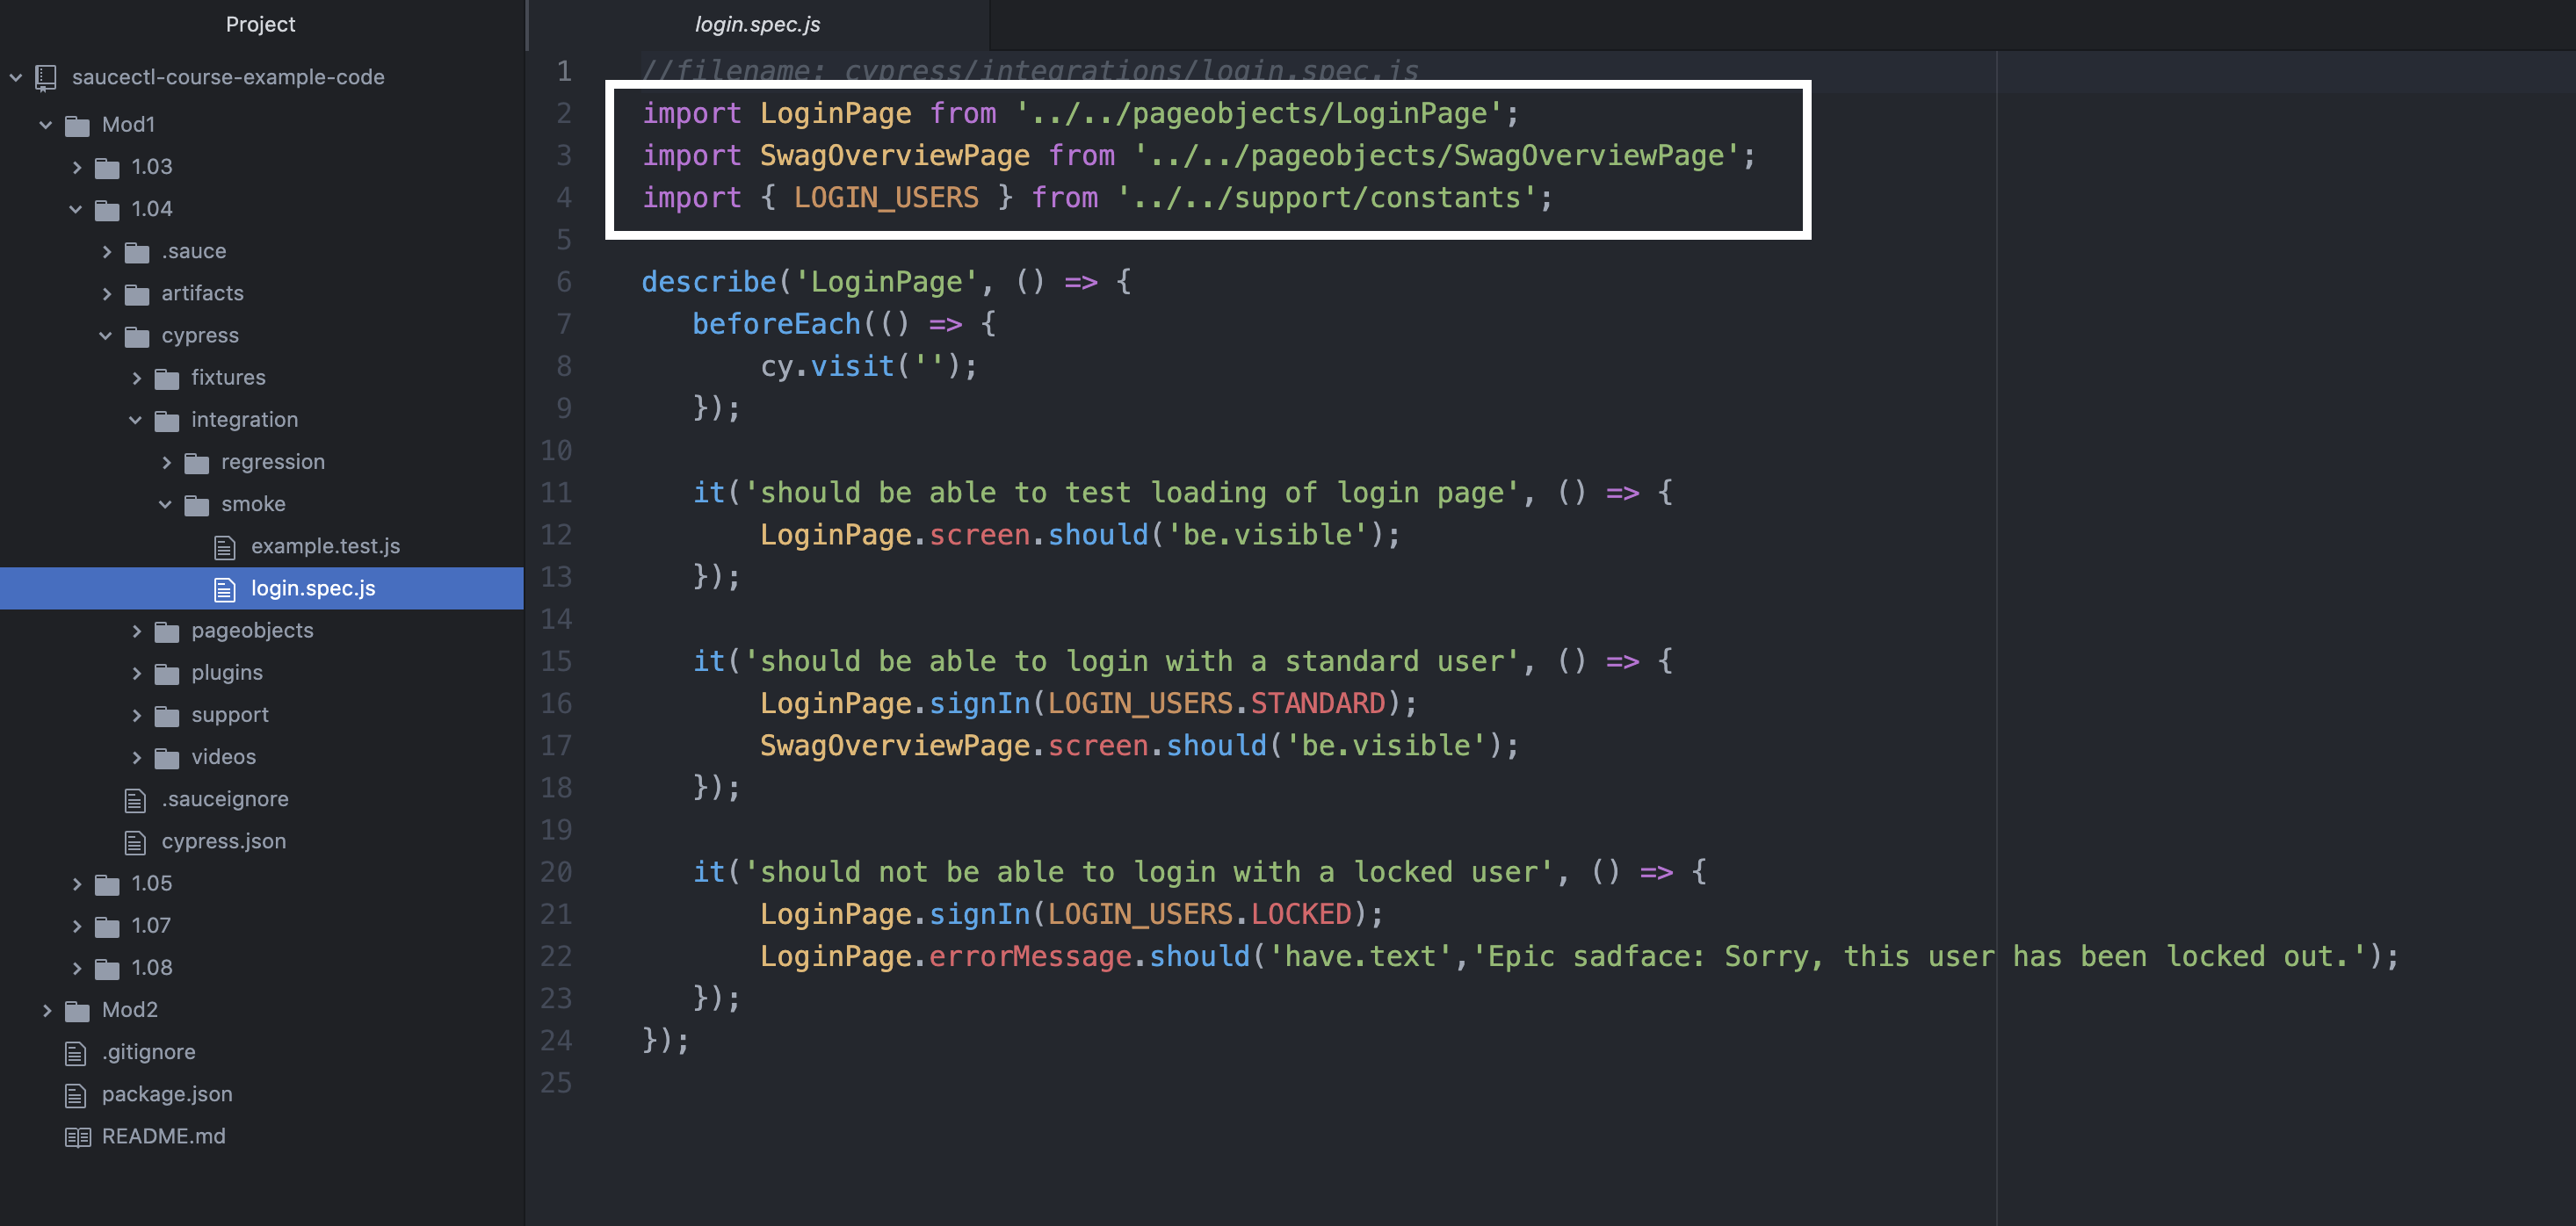 Project
saucectl-course-example-code
Mod1
1.03
1.04
.sauce
artifacts
cypress
fixtures
integration
regression
smoke
example.test.js
login.spec.js
pageobjects
plugins
support
videos
.sauceignore
cypress.json
1.05
1.07
1.08
Mod2
.gitignore
package.json
README.md
login.spec.js
1 //filename: cypress/integrations/login.spec.js
2 import LoginPage from '../../pageobjects/LoginPage';
3 import SwagOverviewPage from '../../pageobjects/SwagOverviewPage';
4 import { LOGIN_USERS } from '../../support/constants';
5
6 describe('LoginPage', () => {
7 beforeEach(() => {
8 cy.visit('');
9 });
10
11 it('should be able to test loading of login page', () => {
12 LoginPage.screen.should('be.visible');
13 });
14
15 it('should be able to login with a standard user', () => {
16 LoginPage.signIn(LOGIN_USERS.STANDARD);
17 SwagOverviewPage.screen.should('be.visible');
18 });
19
20 it('should not be able to login with a locked user', () => {
21 LoginPage.signIn(LOGIN_USERS.LOCKED);
22 LoginPage.errorMessage.should('have.text','Epic sadface: Sorry, this user has been locked out.');
23 });
24 });
25